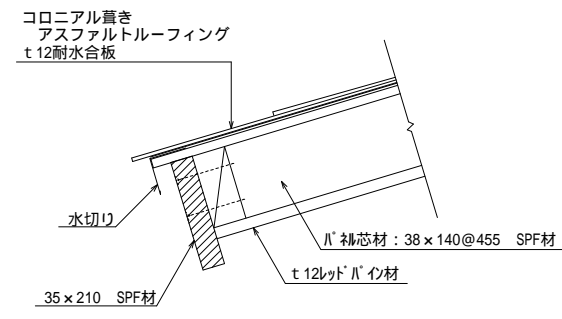 コロニアル葺き
アスファルトルーフィング
ｔ12耐水合板
水切り
35×210 SPF材
ﾊﾟﾈﾙ芯材：38×140@455 SPF材
ｔ12ﾚｯﾄﾞﾊﾟｲﾝ材